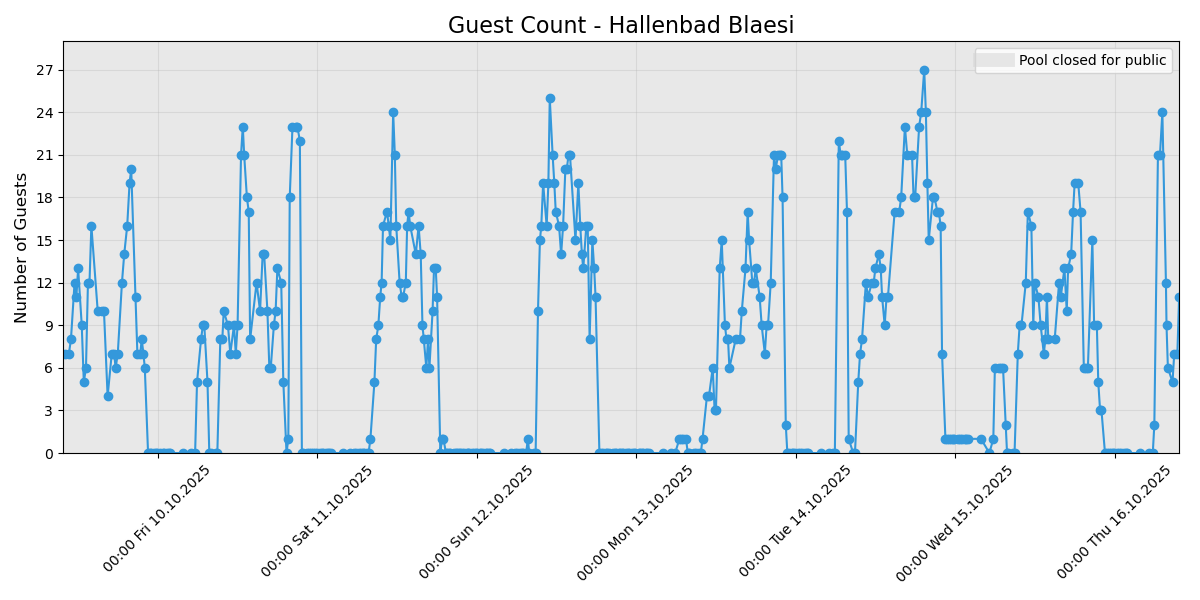 Guest Count - Hallenbad Blaesi
Pool closed for public
Number of Guests
27
24
21
18
15
12
9
6
3
0
00:00 Fri 10.10.2025
00:00 Sat 11.10.2025
00:00 Sun 12.10.2025
00:00 Mon 13.10.2025
00:00 Tue 14.10.2025
00:00 Wed 15.10.2025
00:00 Thu 16.10.2025